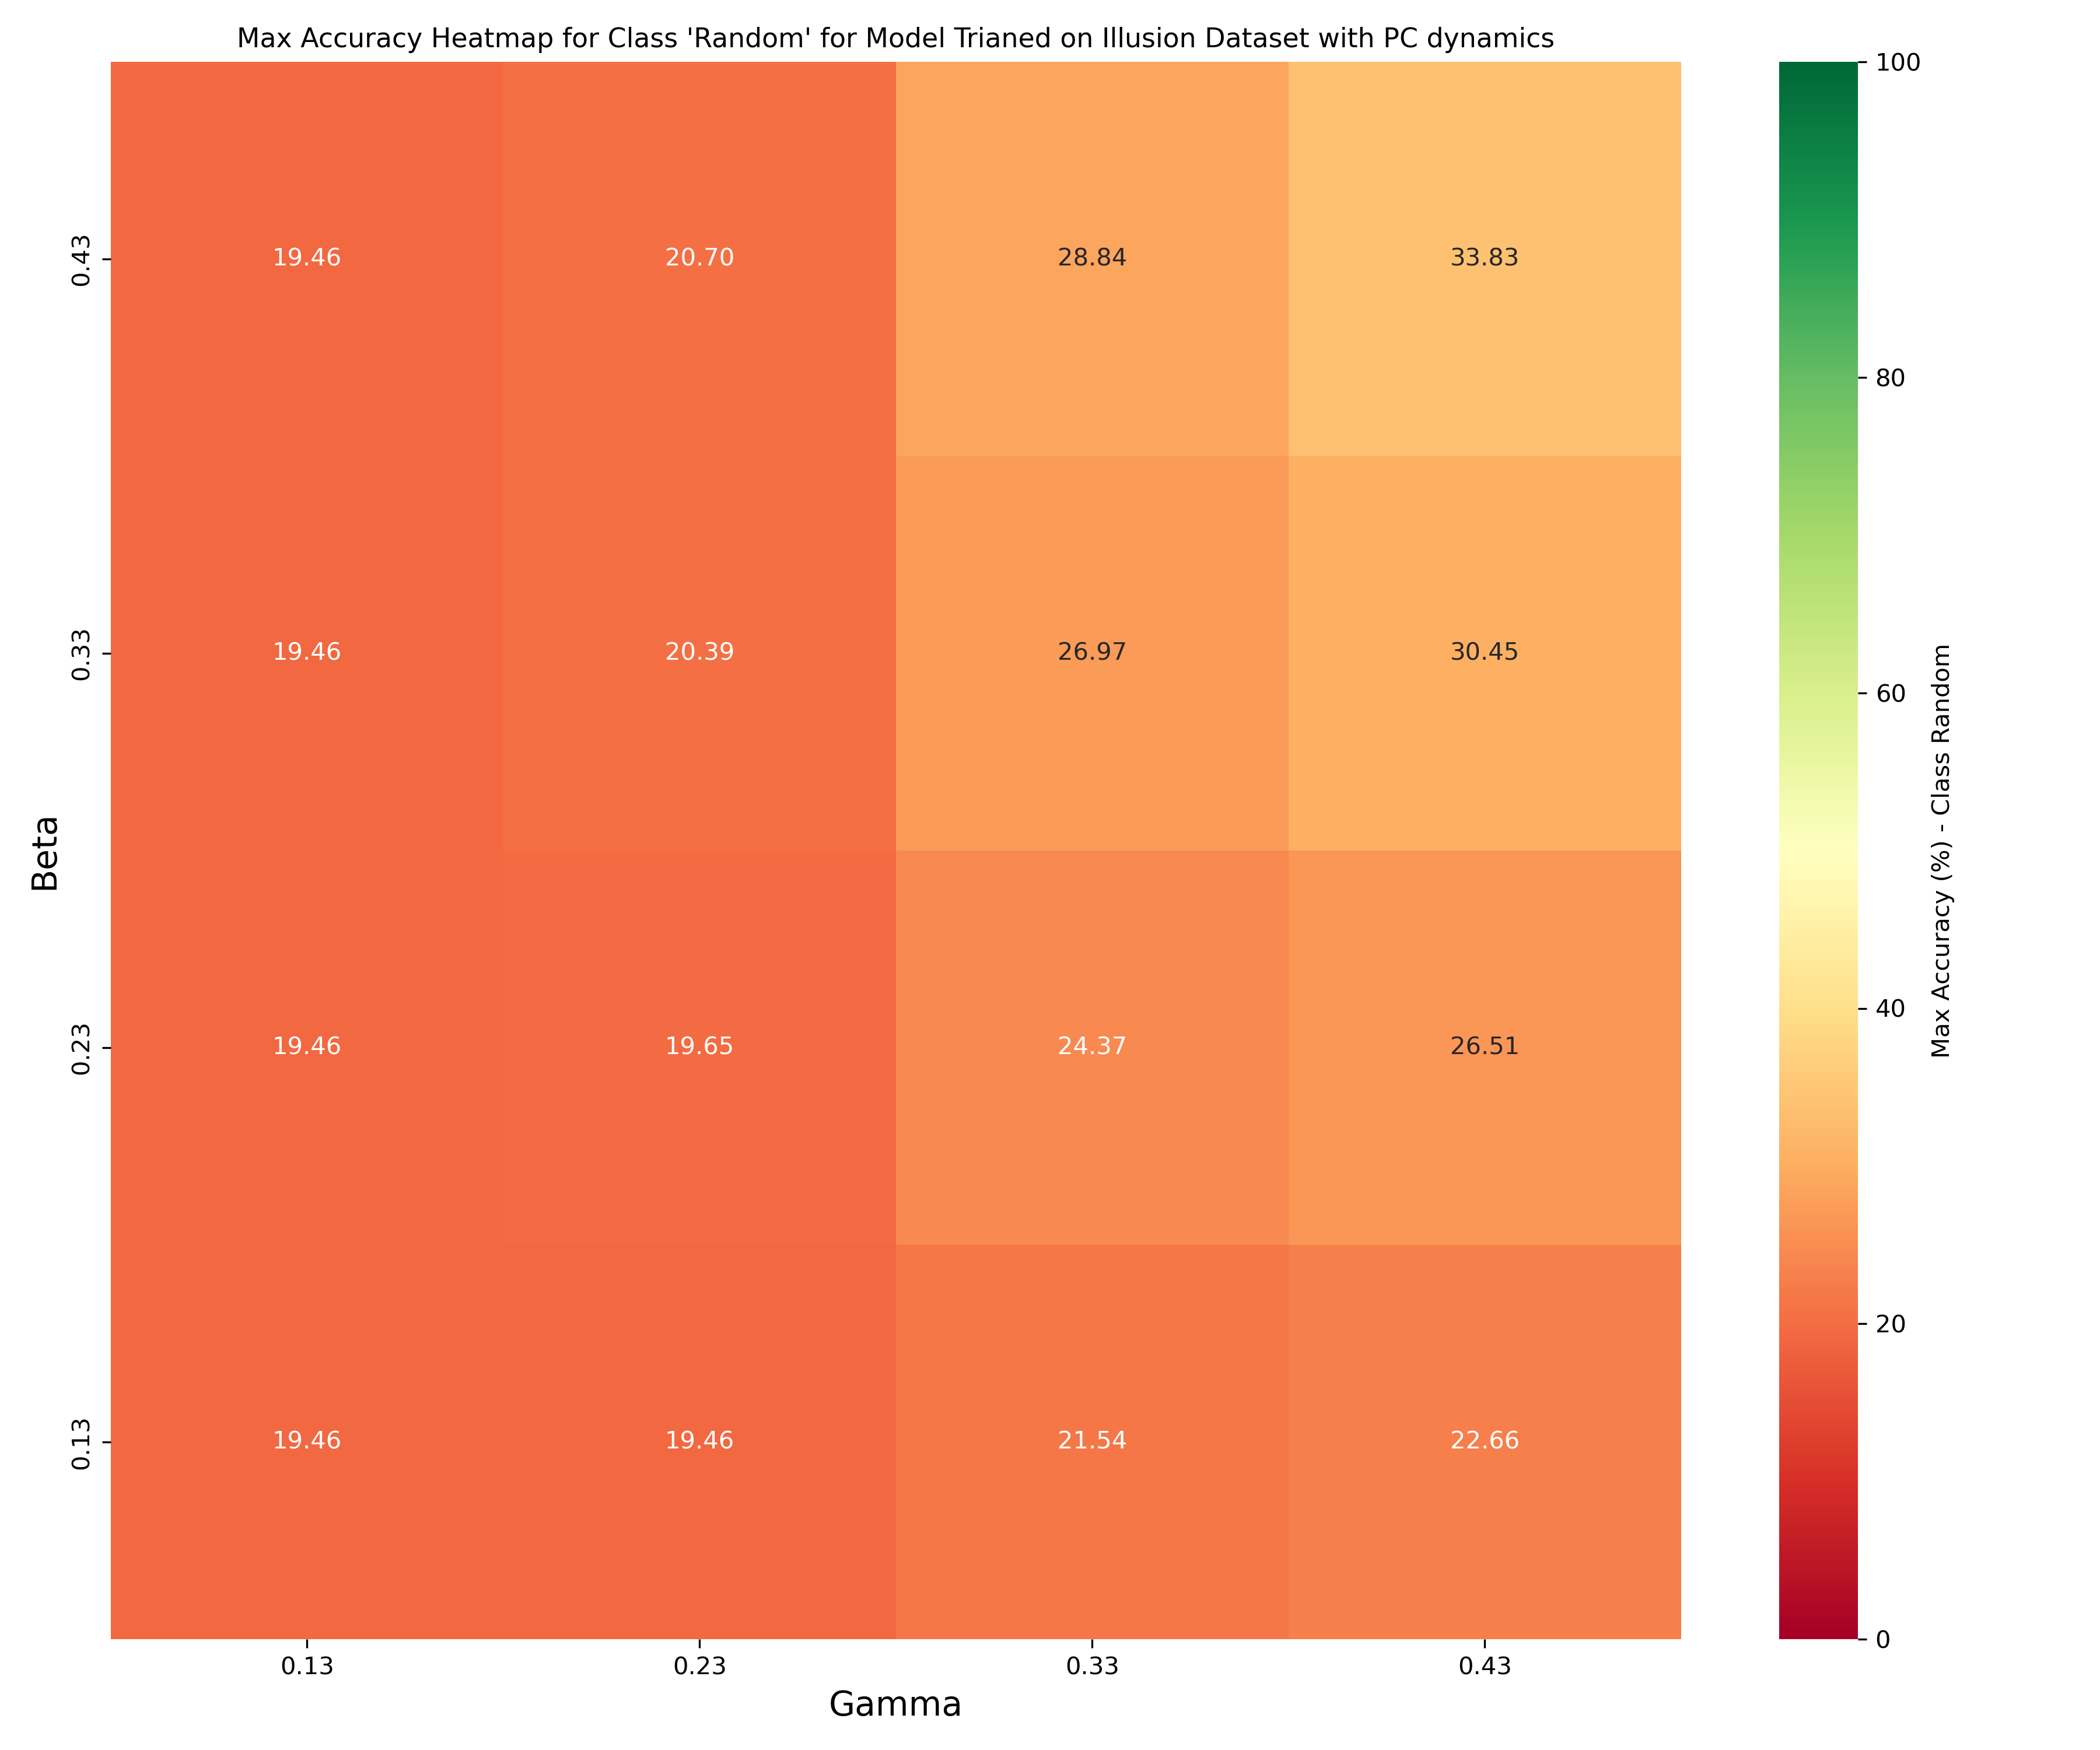 Max Accuracy Heatmap for Class 'Random' for Model Trianed on Illusion Dataset with PC dynamics
Beta
0.43
19.46 20.70 28.84 33.83
0.33
19.46 20.39 26.97 30.45
0.23
19.46 19.65 24.37 26.51
0.13
19.46 19.46 21.54 22.66
0.13 0.23 0.33 0.43
Gamma
100
80
60
40
20
0
Max Accuracy (%) - Class Random